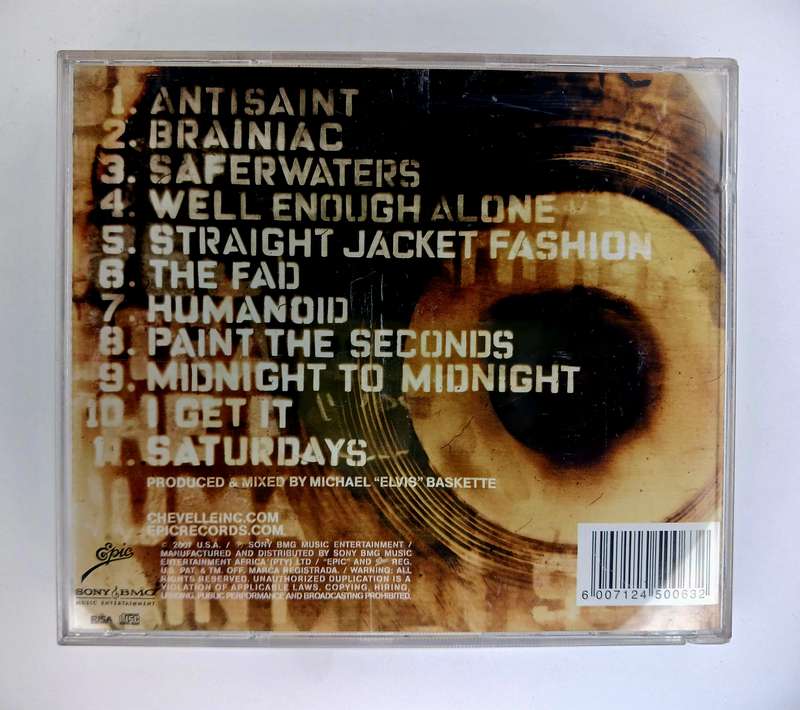 1. ANTISAINT
2. BRAINIAC
3. SAFERWATERS
4. WELL ENOUGH ALONE
5. STRAIGHT JACKET FASHION
6. THE FAD
7. HUMANOID
8. PAINT THE SECONDS
9. MIDNIGHT TO MIDNIGHT
10. I GET IT
11. SATURDAYS
PRODUCED & MIXED BY MICHAEL "ELVIS" BASKETTE
CHEVELLEINC.COM
EPICRECORDS.COM
© 2007 U.S.A. / ℗ SONY BMG MUSIC ENTERTAINMENT /
MANUFACTURED AND DISTRIBUTED BY SONY BMG MUSIC
ENTERTAINMENT AFRICA (PTY) LTD / "EPIC" AND REG.
U.S. PAT. & TM. OFF. MARCA REGISTRADA. / WARNING: ALL
RIGHTS RESERVED. UNAUTHORIZED DUPLICATION IS A
VIOLATION OF APPLICABLE LAWS. COPYING, HIRING,
LENDING, PUBLIC PERFORMANCE AND BROADCASTING PROHIBITED.
Epic
SONY BMG
MUSIC ENTERTAINMENT
RiSA
6 007124 500632